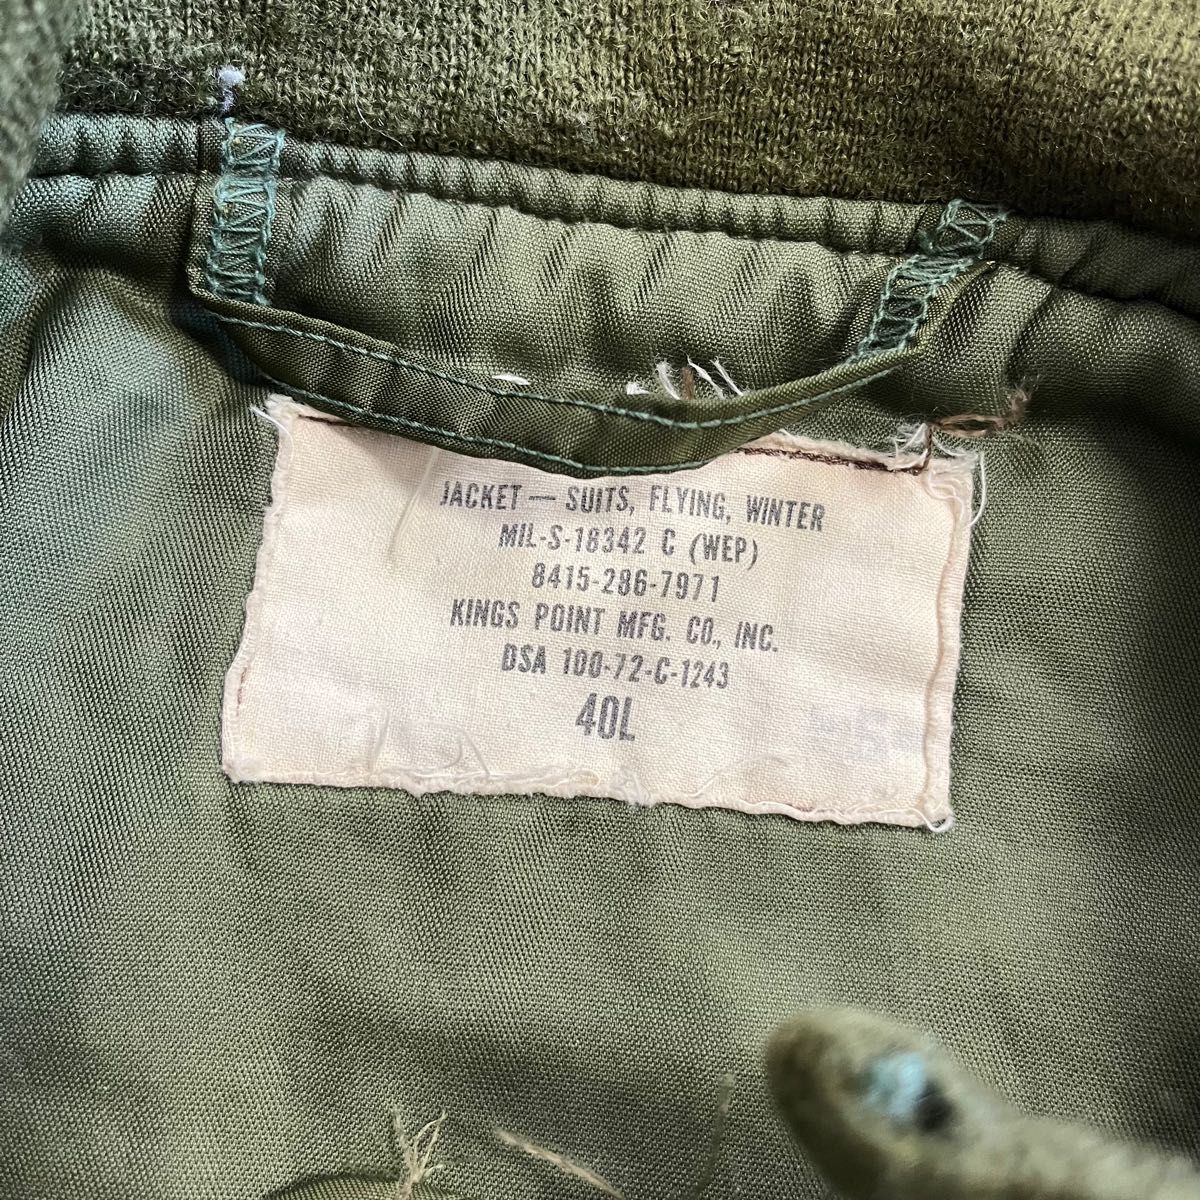 JACKET — SUITS, FLYING, WINTER
MIL-S-18342 C (WEP)
8415-286-7971
KINGS POINT MFG. CO., INC.
DSA 100-72-C-1243
40L